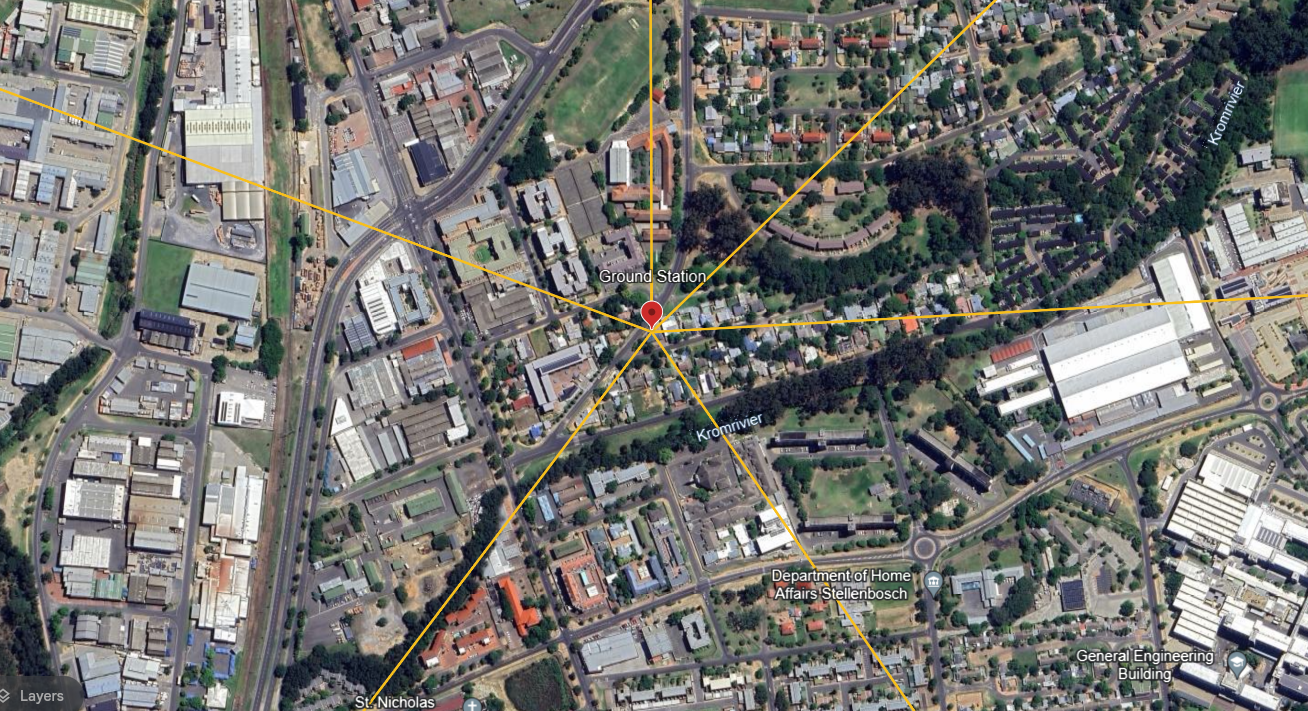 Kromrivier
Ground Station
Kromrivier
Department of Home
Affairs Stellenbosch
General Engineering
Building
Layers
St. Nicholas